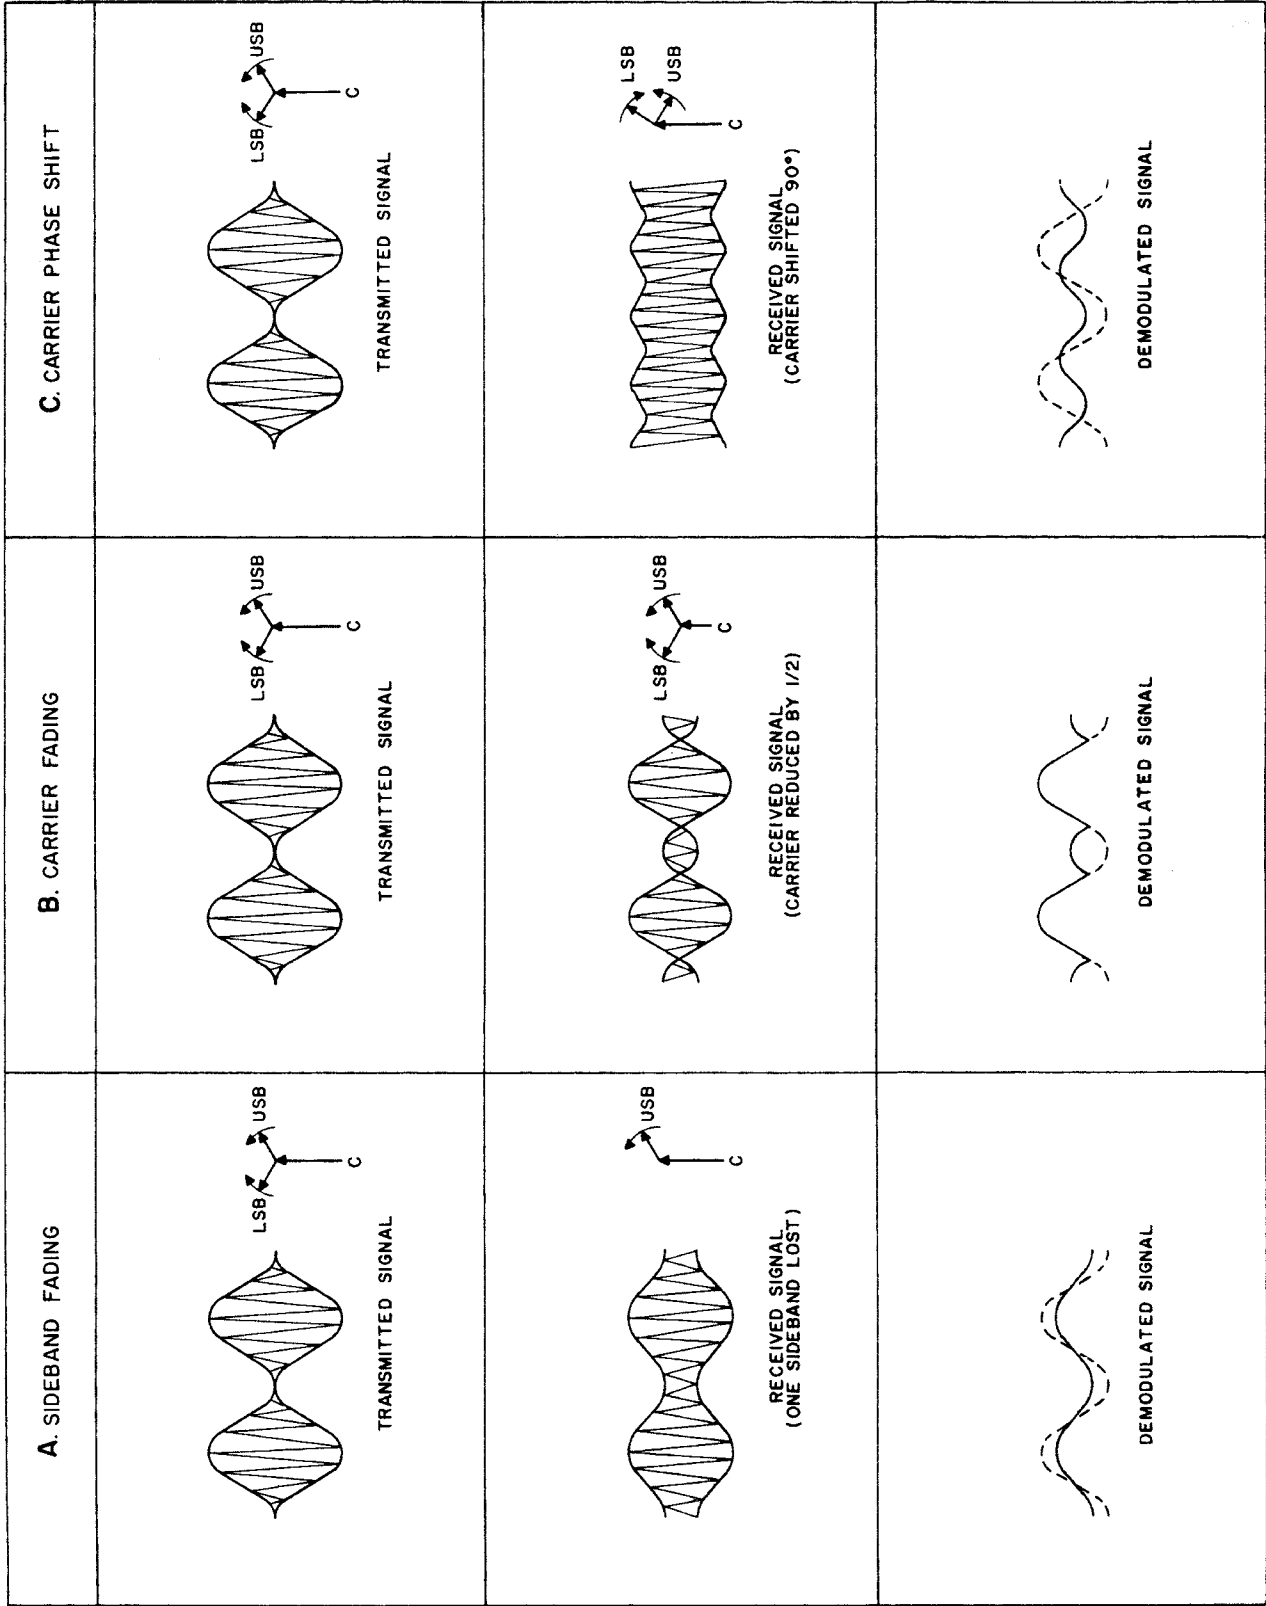 A. SIDEBAND FADING
LSB
USB
C
TRANSMITTED SIGNAL
USB
C
RECEIVED SIGNAL
(ONE SIDEBAND LOST)
DEMODULATED SIGNAL
B. CARRIER FADING
LSB
USB
C
TRANSMITTED SIGNAL
LSB
USB
C
RECEIVED SIGNAL
(CARRIER REDUCED BY 1/2)
DEMODULATED SIGNAL
C. CARRIER PHASE SHIFT
LSB
USB
C
TRANSMITTED SIGNAL
LSB
USB
C
RECEIVED SIGNAL
(CARRIER SHIFTED 90°)
DEMODULATED SIGNAL